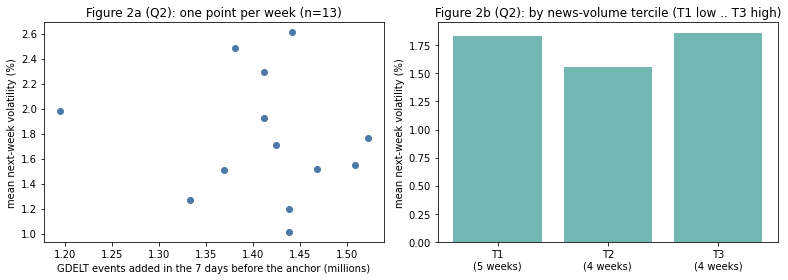 Figure 2a (Q2): one point per week (n=13)
mean next-week volatility (%)
2.6
2.4
2.2
2.0
1.8
1.6
1.4
1.2
1.0
1.20 1.25 1.30 1.35 1.40 1.45 1.50
GDELT events added in the 7 days before the anchor (millions)
Figure 2b (Q2): by news-volume tercile (T1 low .. T3 high)
mean next-week volatility (%)
1.75
1.50
1.25
1.00
0.75
0.50
0.25
0.00
T1 T2 T3
(5 weeks) (4 weeks) (4 weeks)